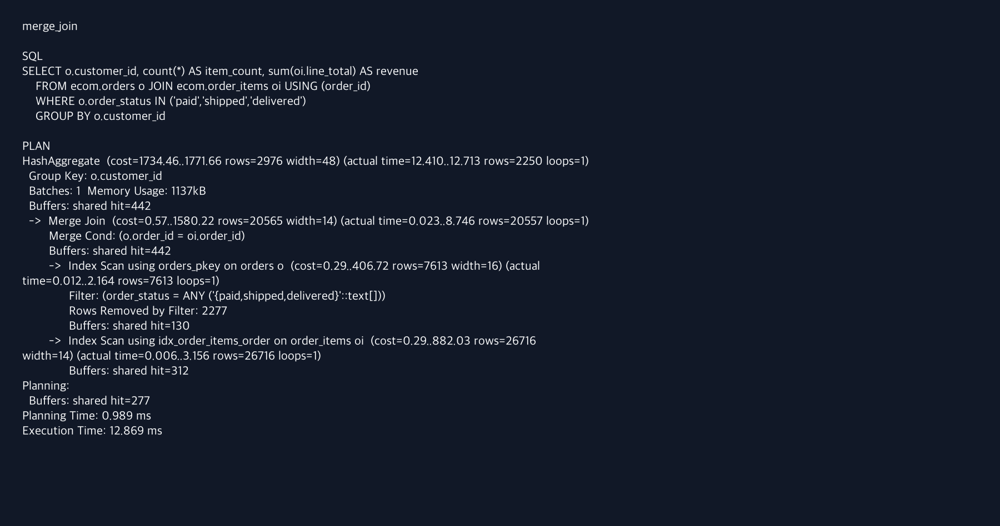 merge_join
SQL
SELECT o.customer_id, count(*) AS item_count, sum(oi.line_total) AS revenue
FROM ecom.orders o JOIN ecom.order_items oi USING (order_id)
WHERE o.order_status IN ('paid','shipped','delivered')
GROUP BY o.customer_id
PLAN
HashAggregate  (cost=1734.46..1771.66 rows=2976 width=48) (actual time=12.410..12.713 rows=2250 loops=1)
Group Key: o.customer_id
Batches: 1  Memory Usage: 1137kB
Buffers: shared hit=442
->  Merge Join  (cost=0.57..1580.22 rows=20565 width=14) (actual time=0.023..8.746 rows=20557 loops=1)
Merge Cond: (o.order_id = oi.order_id)
Buffers: shared hit=442
->  Index Scan using orders_pkey on orders o  (cost=0.29..406.72 rows=7613 width=16) (actual
time=0.012..2.164 rows=7613 loops=1)
Filter: (order_status = ANY ('{paid,shipped,delivered}'::text[]))
Rows Removed by Filter: 2277
Buffers: shared hit=130
->  Index Scan using idx_order_items_order on order_items oi  (cost=0.29..882.03 rows=26716
width=14) (actual time=0.006..3.156 rows=26716 loops=1)
Buffers: shared hit=312
Planning:
Buffers: shared hit=277
Planning Time: 0.989 ms
Execution Time: 12.869 ms